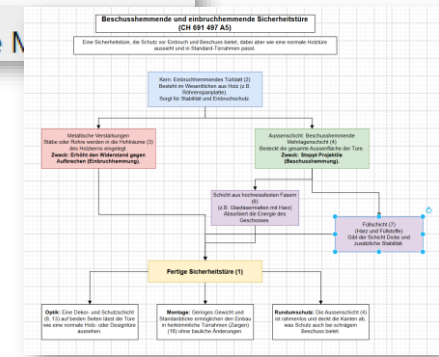 e M
Beschusshemmende und einbruchhemmende Sicherheitstüre
(CH 691 497 A5)
Eine Sicherheitstüre, die Schutz vor Einbruch und Beschuss bietet, dabei aber wie eine normale Holztüre
aussieht und in Standard-Türrahmen passt.
Kern: Einbruchhemmendes Türblatt (2)
Besteht im Wesentlichen aus Holz (z.B.
Röhrenspanplatte).
Sorgt für Stabilität und Einbruchschutz.
Metallische Verstärkungen
Stäbe oder Rohre werden in die Hohlräume (3)
des Holzkerns eingelegt.
Zweck: Erhöht den Widerstand gegen
Aufbrechen (Einbruchhemmung).
Aussenschicht: Beschusshemmende
Mehrlagenschicht (4)
Bedeckt die gesamte Aussenfläche der Türe.
Zweck: Stoppt Projektile
(Beschusshemmung).
Schicht aus hochreissfesten Fasern
(6)
(z.B. Glasfasermatten mit Harz)
Absorbiert die Energie des
Geschosses.
Füllschicht (7)
(Harz und Füllstoffe)
Gibt der Schicht Dicke und
zusätzliche Stabilität.
Fertige Sicherheitstüre (1)
Optik: Eine Dekor- und Schutzschicht
(8, 13) auf beiden Seiten lässt die Türe
wie eine normale Holz- oder Designtüre
aussehen.
Montage: Geringes Gewicht und
Standarddicke ermöglichen den Einbau
in herkömmliche Türrahmen (Zargen)
(16) ohne bauliche Änderungen.
Rundumschutz: Die Aussenschicht (4)
ist rahmenlos und deckt die Kanten ab,
was Schutz auch bei schrägem
Beschuss bietet.